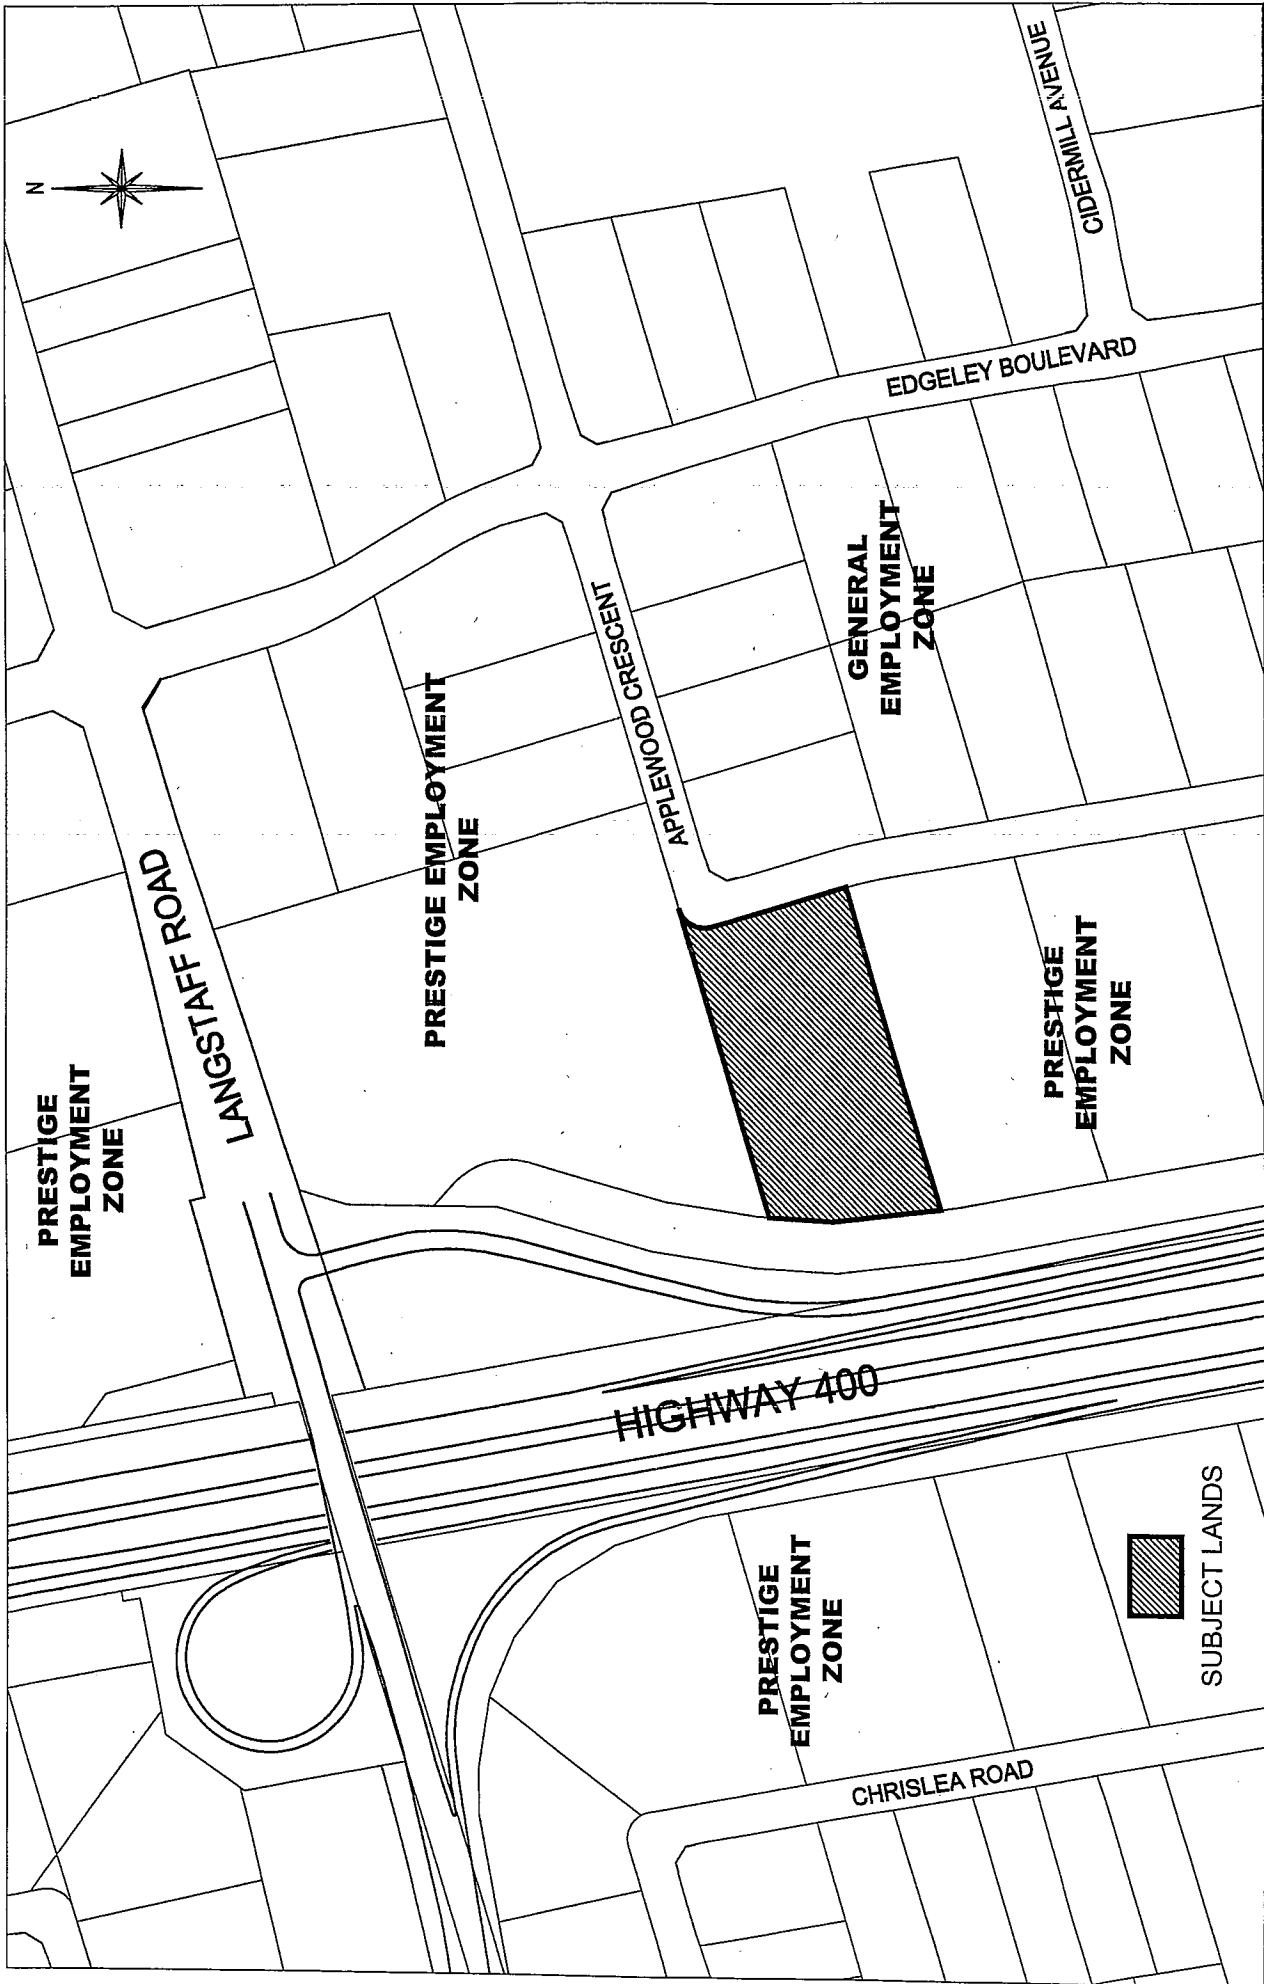 N
PRESTIGE
EMPLOYMENT
ZONE
LANGSTAFF ROAD
PRESTIGE EMPLOYMENT
ZONE
APPLEWOOD CRESCENT
GENERAL
EMPLOYMENT
ZONE
EDGELEY BOULEVARD
CIDERMILL AVENUE
PRESTIGE
EMPLOYMENT
ZONE
HIGHWAY 400
PRESTIGE
EMPLOYMENT
ZONE
CHRISLEA ROAD
SUBJECT LANDS